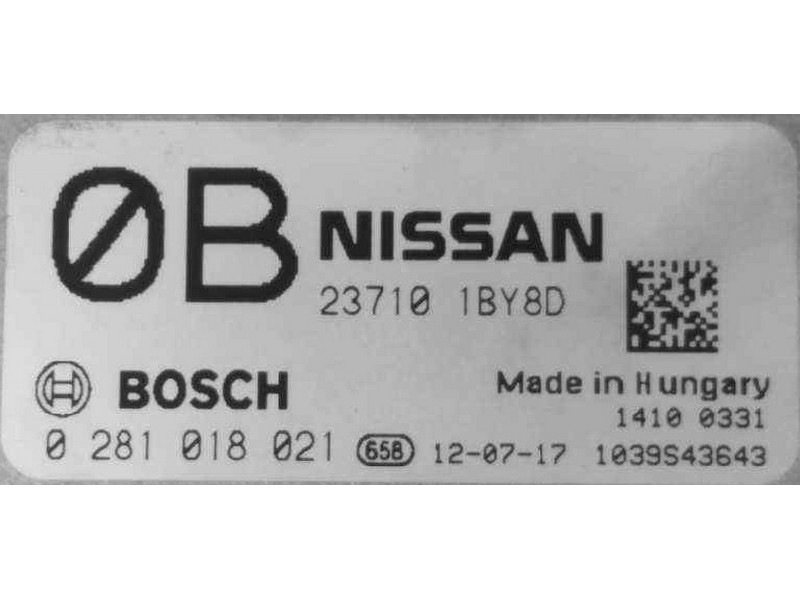 0B NISSAN
23710 1BY8D
BOSCH
Made in Hungary
1410 0331
0 281 018 021 658 12-07-17 1039S43643